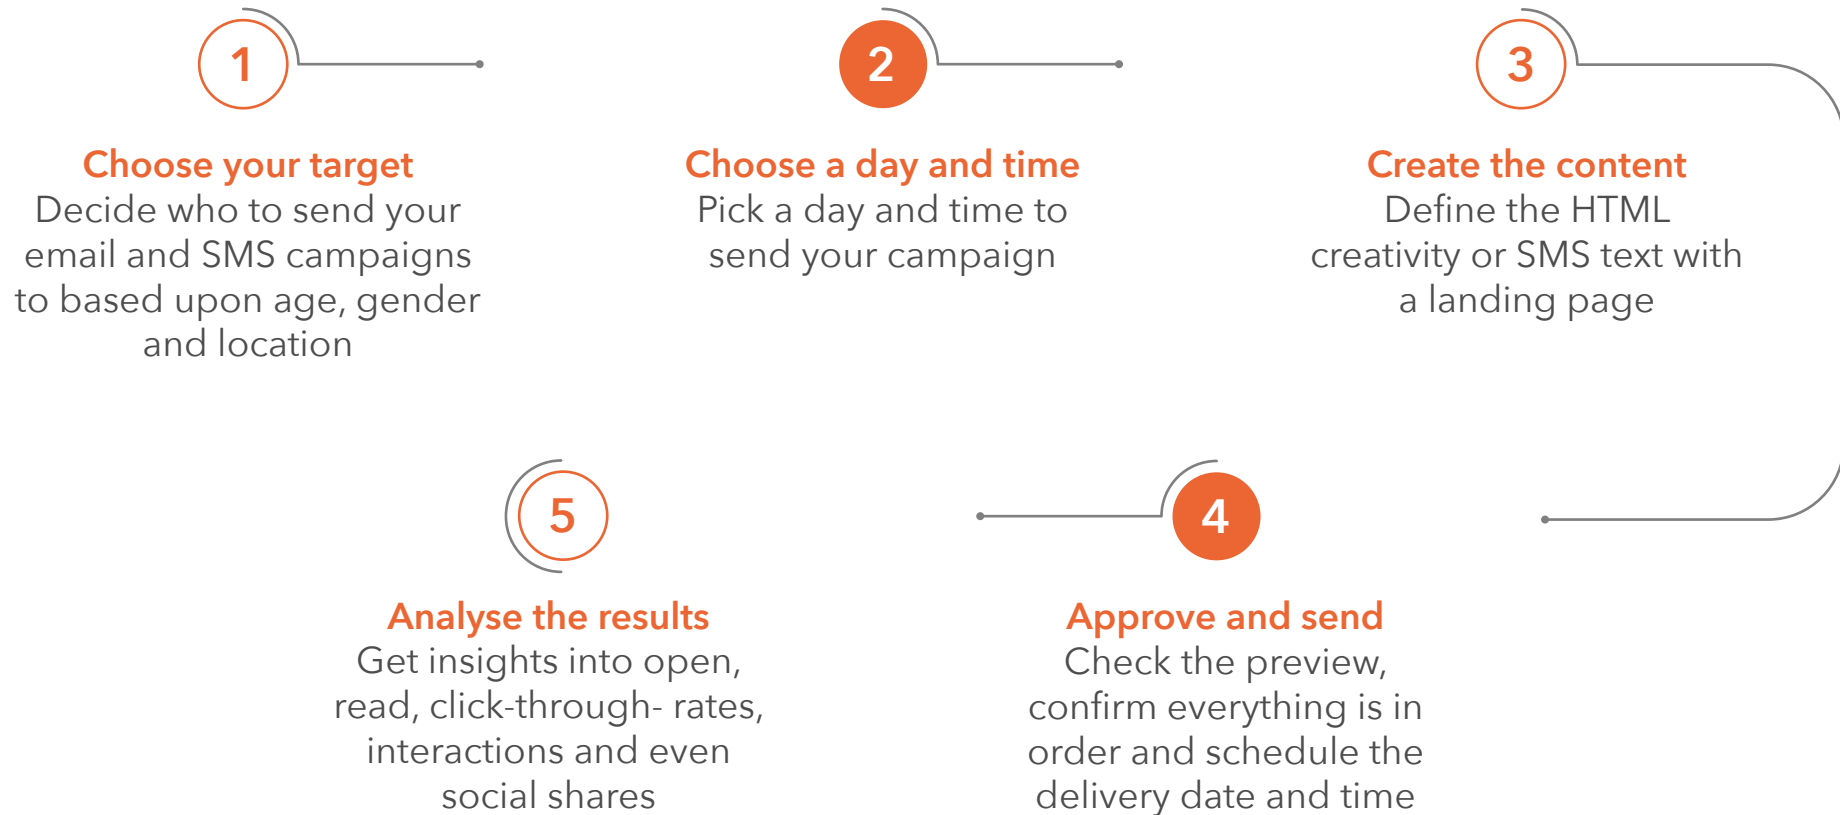 1
Choose your target
Decide who to send your
email and SMS campaigns
to based upon age, gender
and location
2
Choose a day and time
Pick a day and time to
send your campaign
3
Create the content
Define the HTML
creativity or SMS text with
a landing page
4
Approve and send
Check the preview,
confirm everything is in
order and schedule the
delivery date and time
5
Analyse the results
Get insights into open,
read, click-through- rates,
interactions and even
social shares